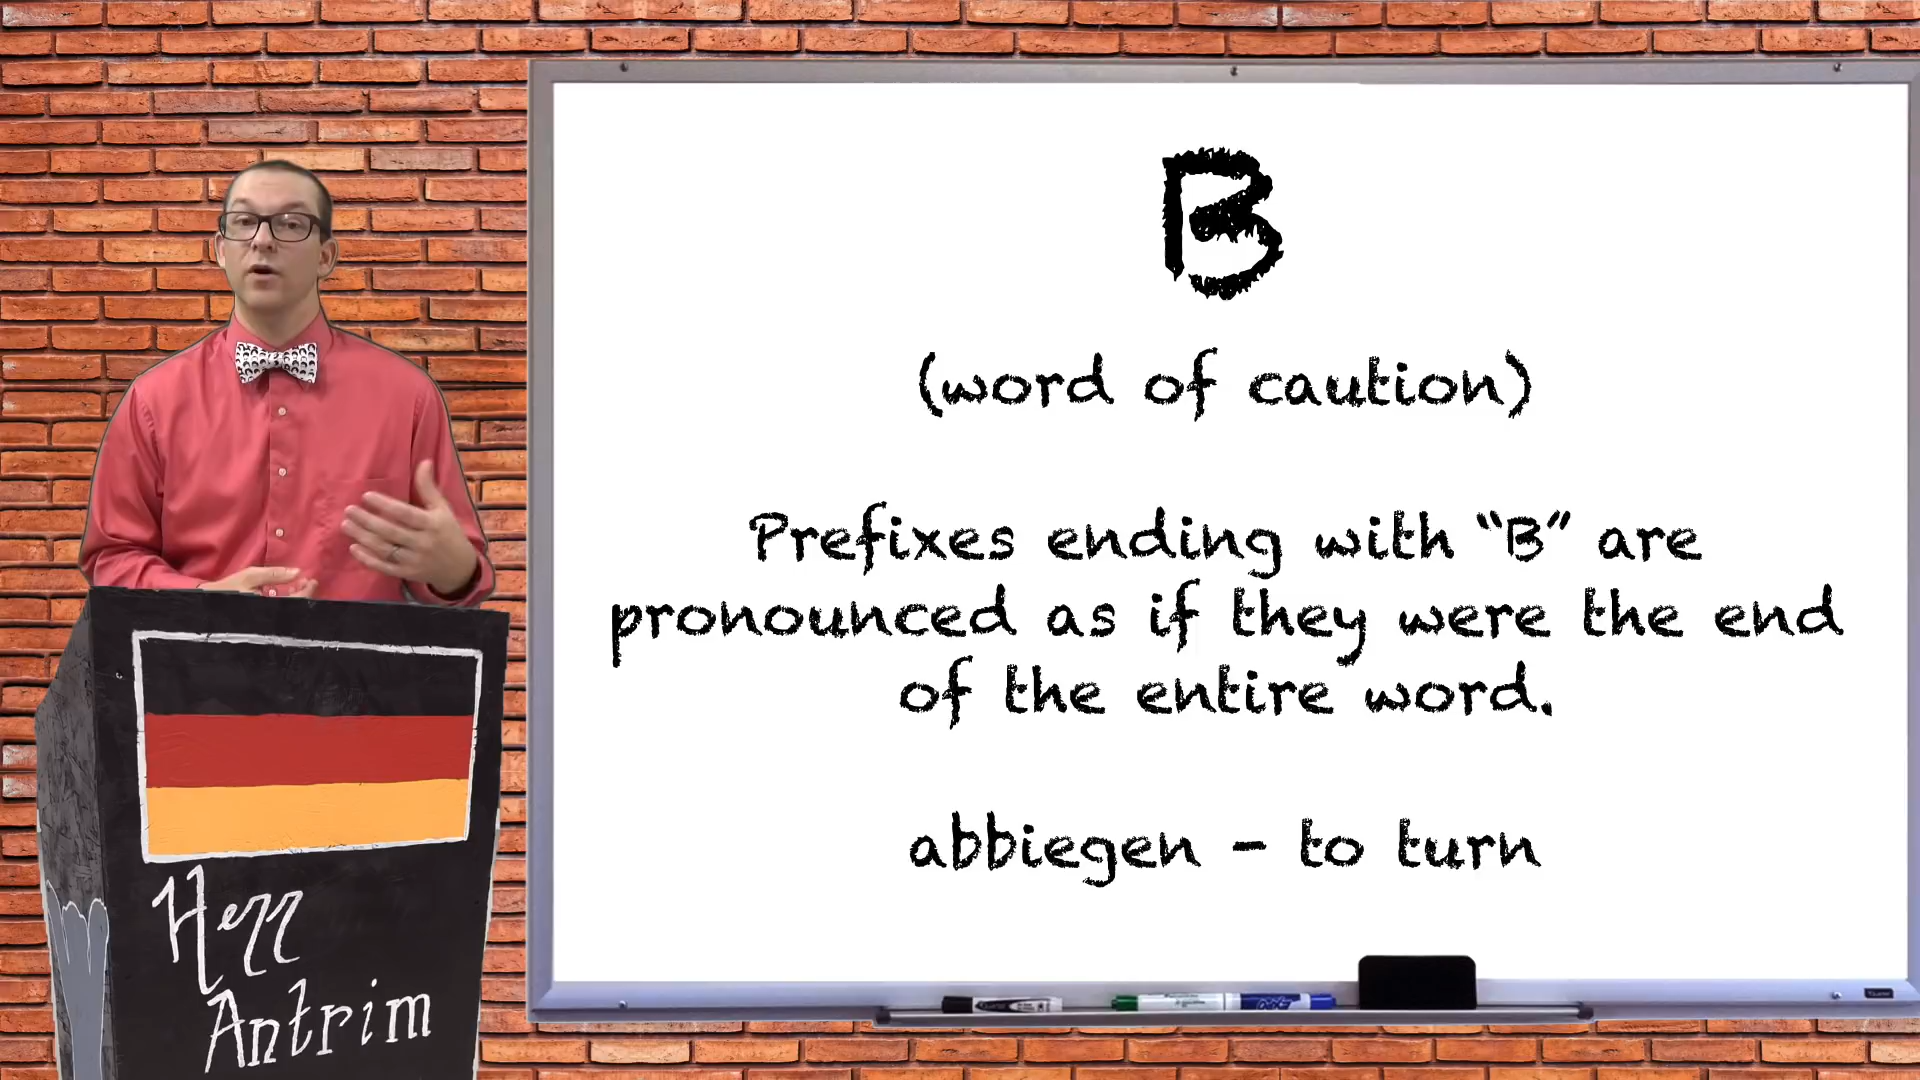 B
(word of caution)
Prefixes ending with “B” are
pronounced as if they were the end
of the entire word.
abbiegen - to turn
Herr
Antrim